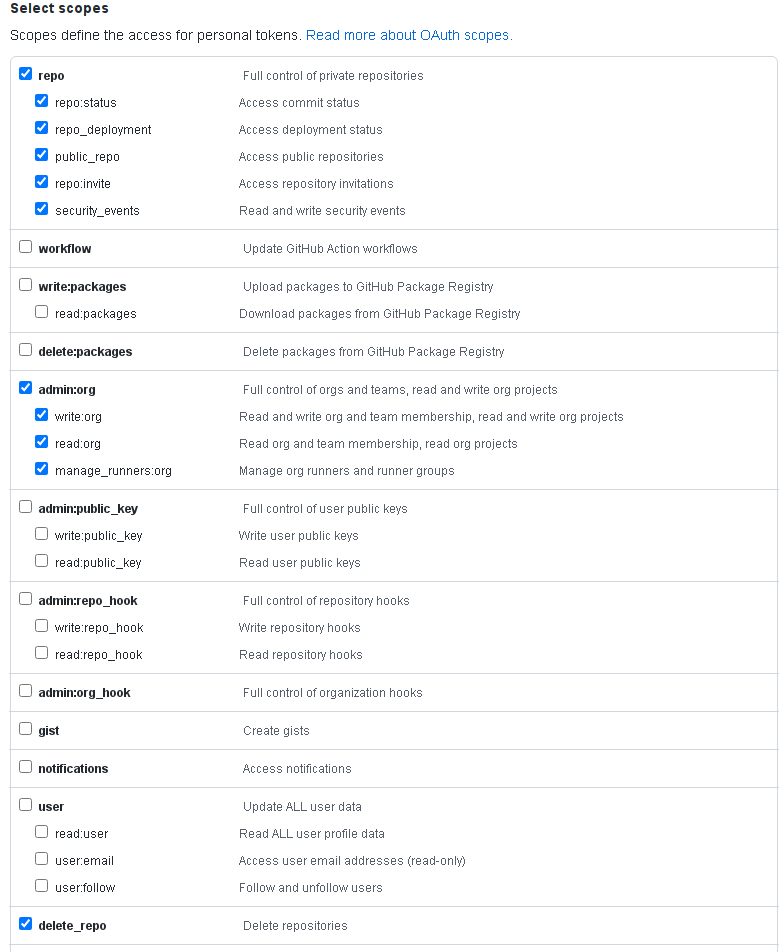 Select scopes
Scopes define the access for personal tokens. Read more about OAuth scopes.
repo Full control of private repositories
repo:status Access commit status
repo_deployment Access deployment status
public_repo Access public repositories
repo:invite Access repository invitations
security_events Read and write security events
workflow Update GitHub Action workflows
write:packages Upload packages to GitHub Package Registry
read:packages Download packages from GitHub Package Registry
delete:packages Delete packages from GitHub Package Registry
admin:org Full control of orgs and teams, read and write org projects
write:org Read and write org and team membership, read and write org projects
read:org Read org and team membership, read org projects
manage_runners:org Manage org runners and runner groups
admin:public_key Full control of user public keys
write:public_key Write user public keys
read:public_key Read user public keys
admin:repo_hook Full control of repository hooks
write:repo_hook Write repository hooks
read:repo_hook Read repository hooks
admin:org_hook Full control of organization hooks
gist Create gists
notifications Access notifications
user Update ALL user data
read:user Read ALL user profile data
user:email Access user email addresses (read-only)
user:follow Follow and unfollow users
delete_repo Delete repositories